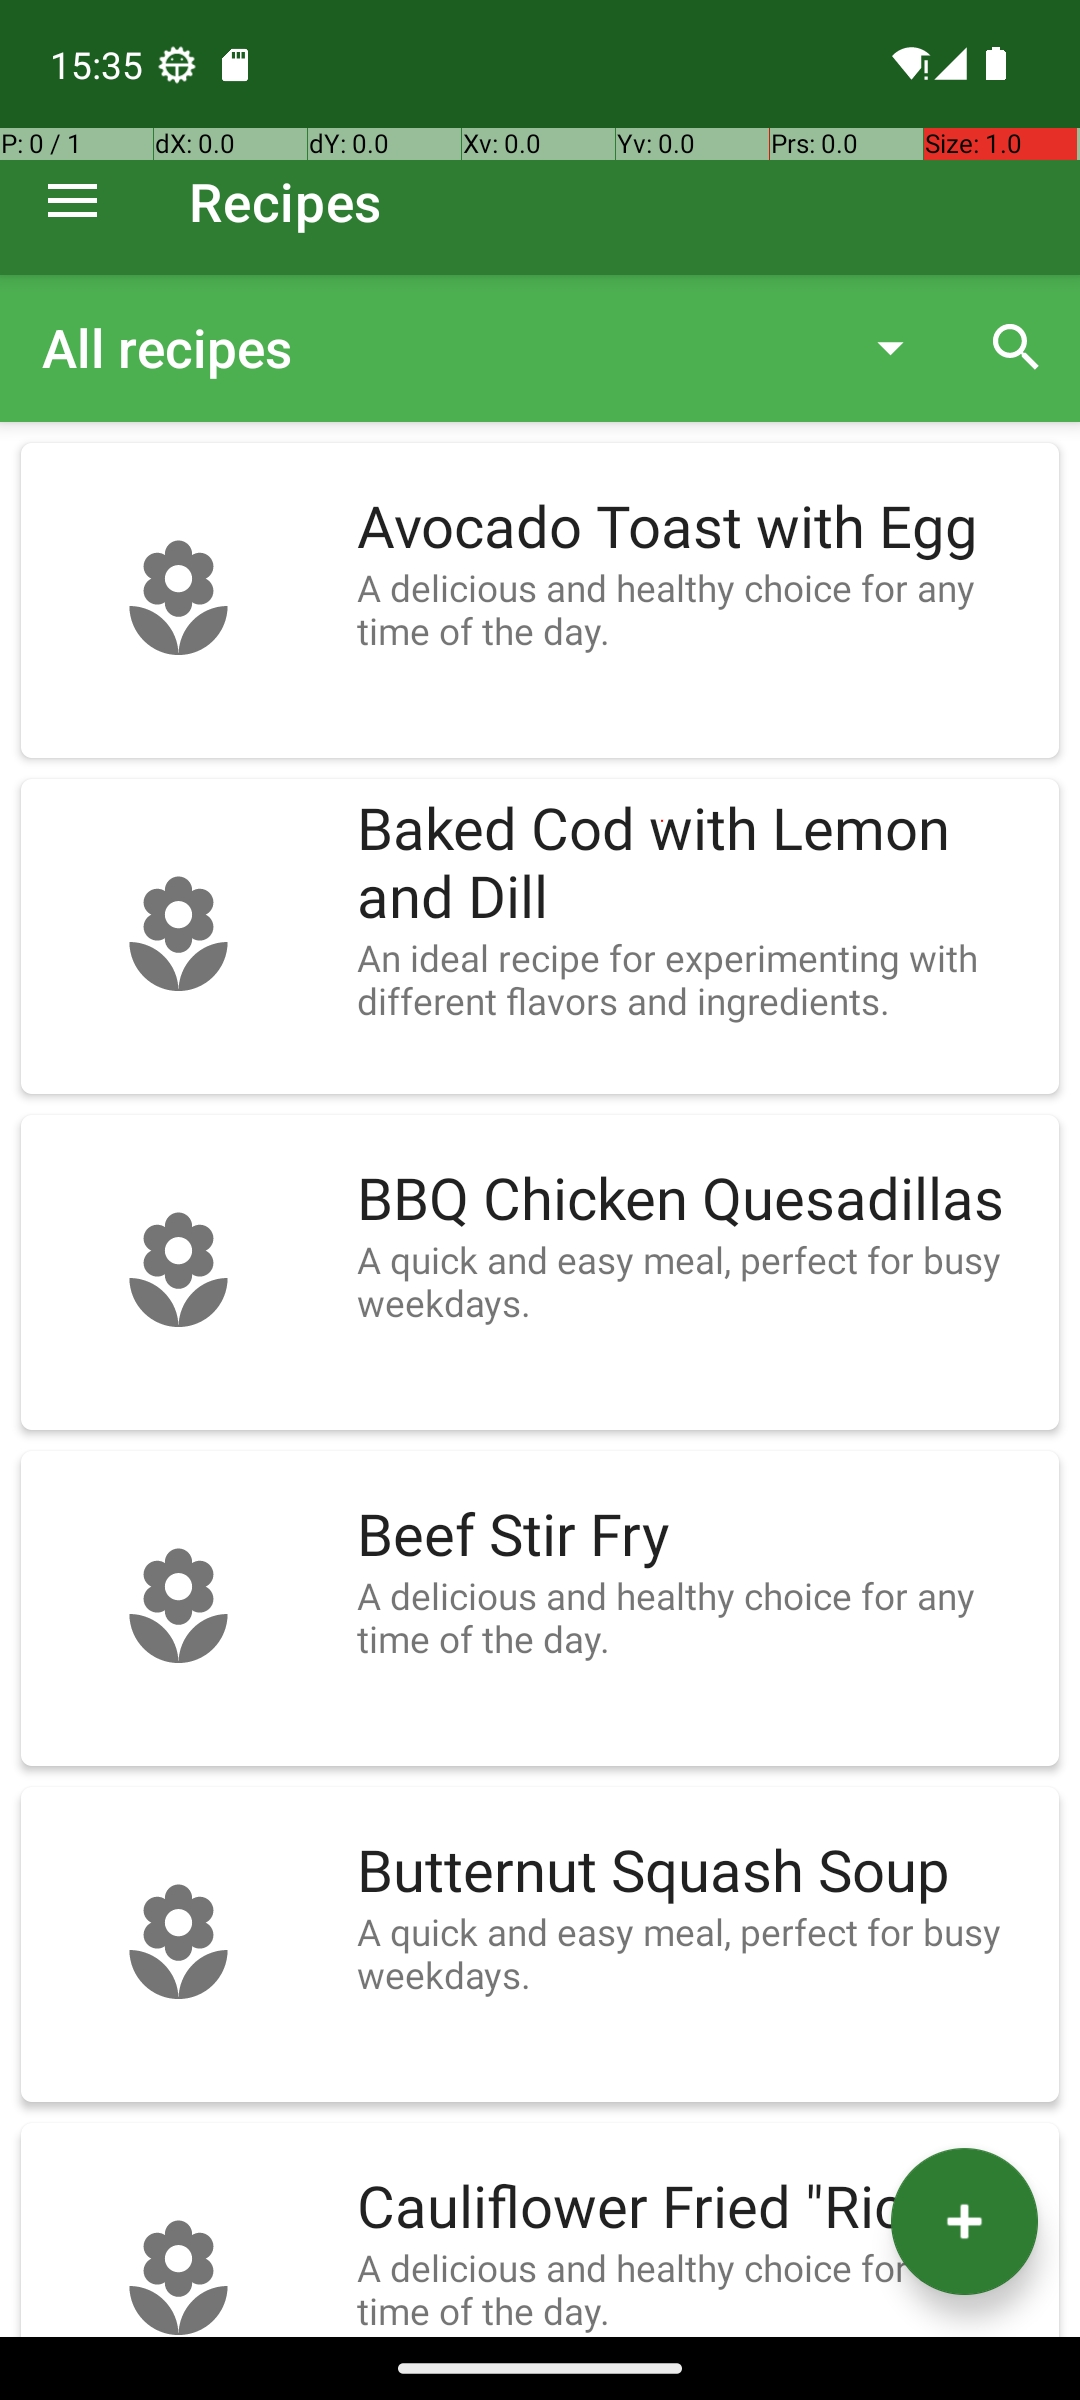 15:35
P: 0 / 1 dX: 0.0 dY: 0.0 Xv: 0.0 Yv: 0.0 Prs: 0.0 Size: 1.0
Recipes
All recipes
Avocado Toast with Egg
A delicious and healthy choice for any
time of the day.
Baked Cod with Lemon
and Dill
An ideal recipe for experimenting with
different flavors and ingredients.
BBQ Chicken Quesadillas
A quick and easy meal, perfect for busy
weekdays.
Beef Stir Fry
A delicious and healthy choice for any
time of the day.
Butternut Squash Soup
A quick and easy meal, perfect for busy
weekdays.
Cauliflower Fried
A delicious and healthy choice for
time of the day.